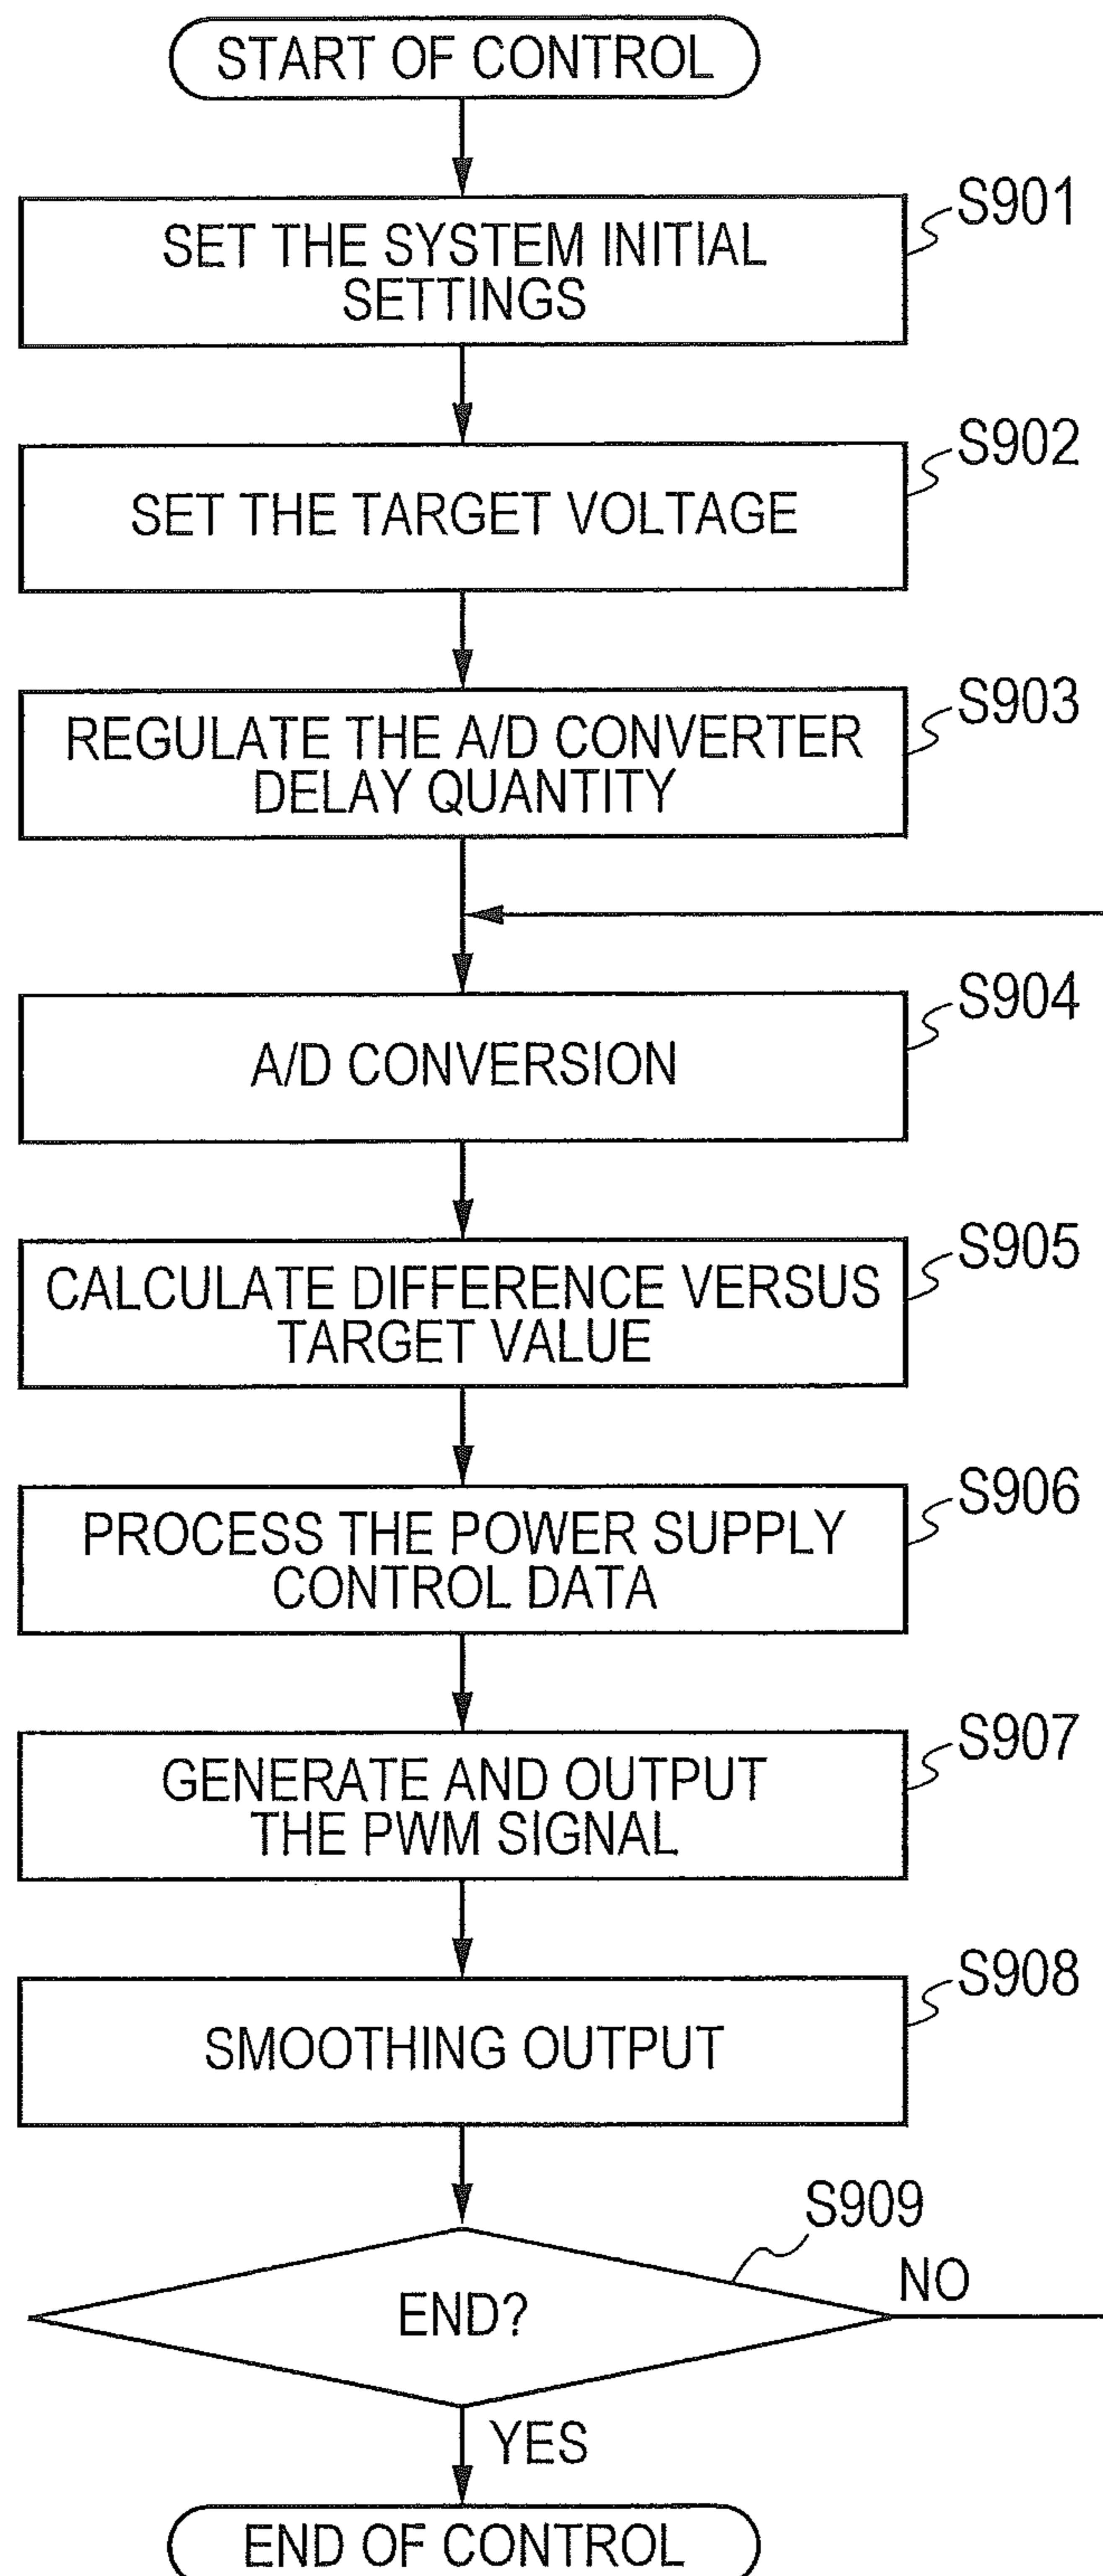 START OF CONTROL
S901
SET THE SYSTEM INITIAL
SETTINGS
S902
SET THE TARGET VOLTAGE
S903
REGULATE THE A/D CONVERTER
DELAY QUANTITY
S904
A/D CONVERSION
S905
CALCULATE DIFFERENCE VERSUS
TARGET VALUE
S906
PROCESS THE POWER SUPPLY
CONTROL DATA
S907
GENERATE AND OUTPUT
THE PWM SIGNAL
S908
SMOOTHING OUTPUT
S909
NO
END?
YES
END OF CONTROL